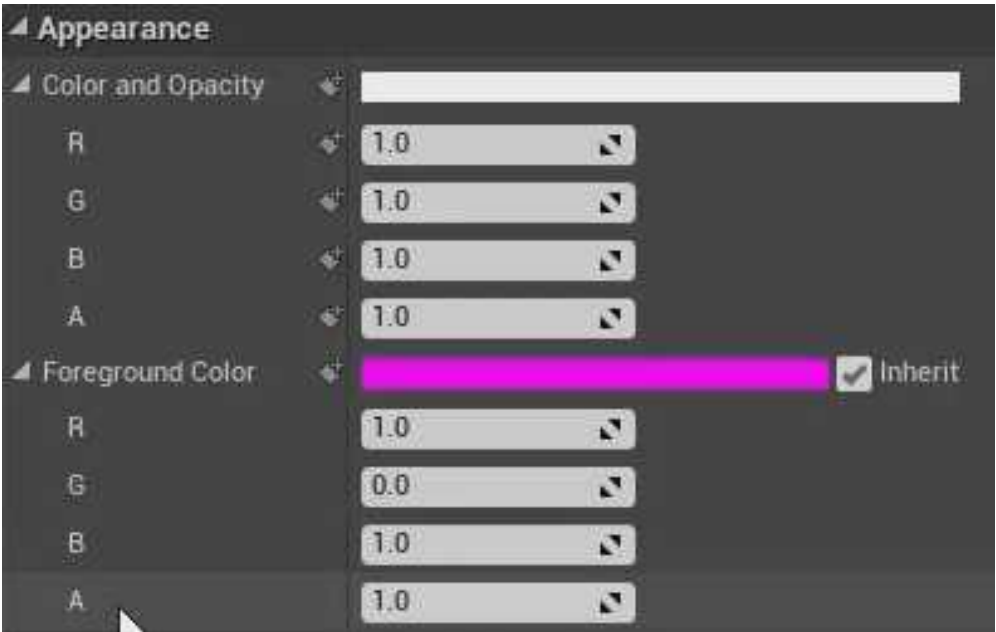 Appearance
Color and Opacity
R 1.0
G 1.0
B 1.0
A 1.0
Foreground Color Inherit
R 1.0
G 0.0
B 1.0
A 1.0